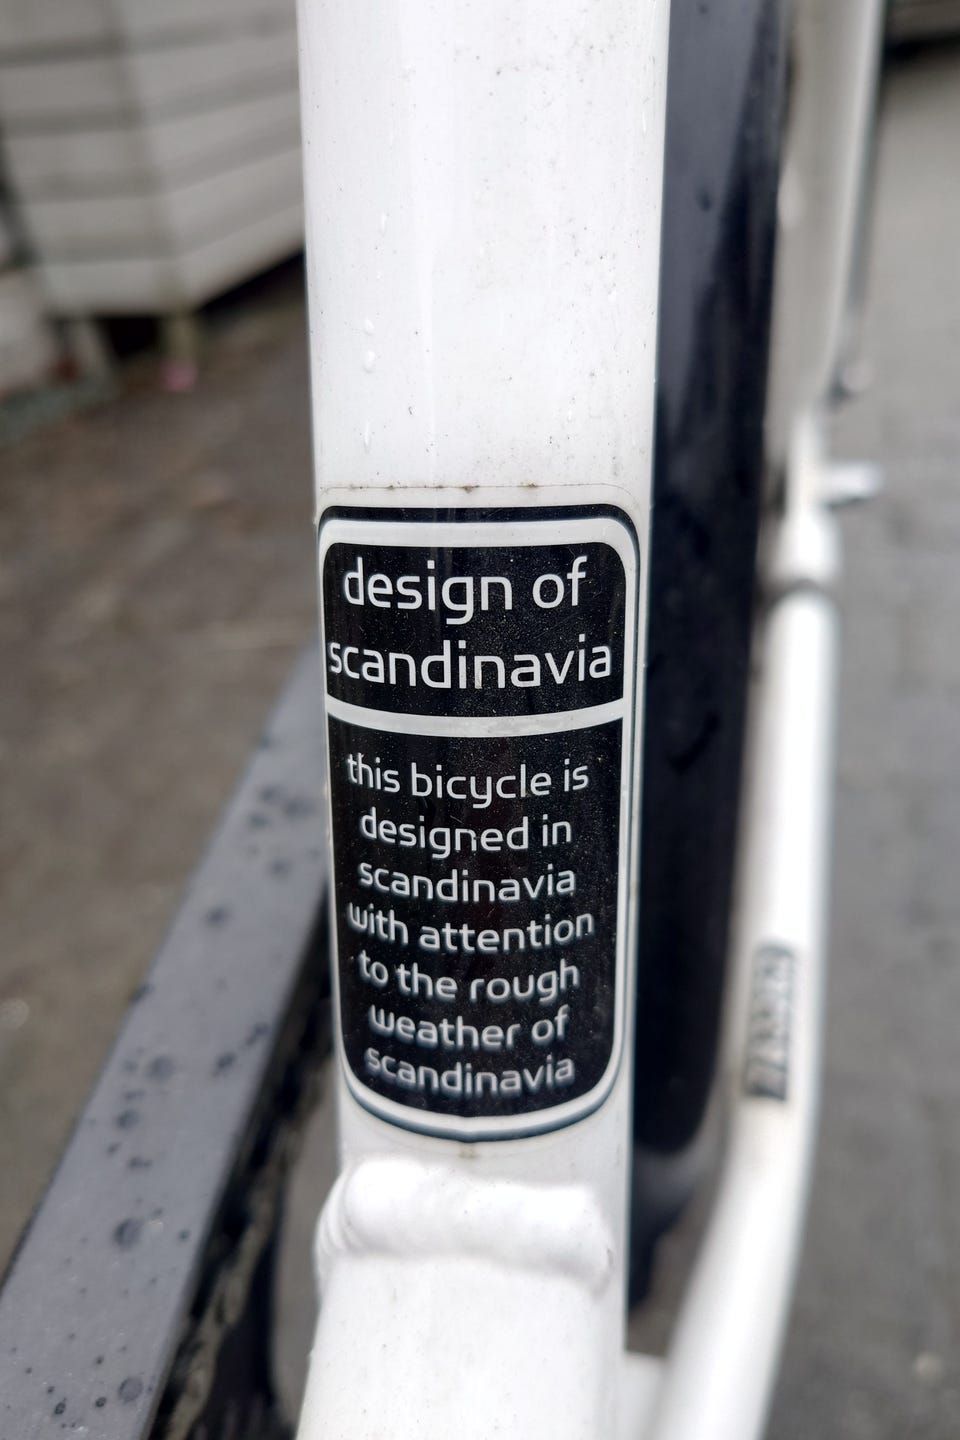 design of
scandinavia
this bicycle is
designed in
scandinavia
with attention
to the rough
weather of
scandinavia